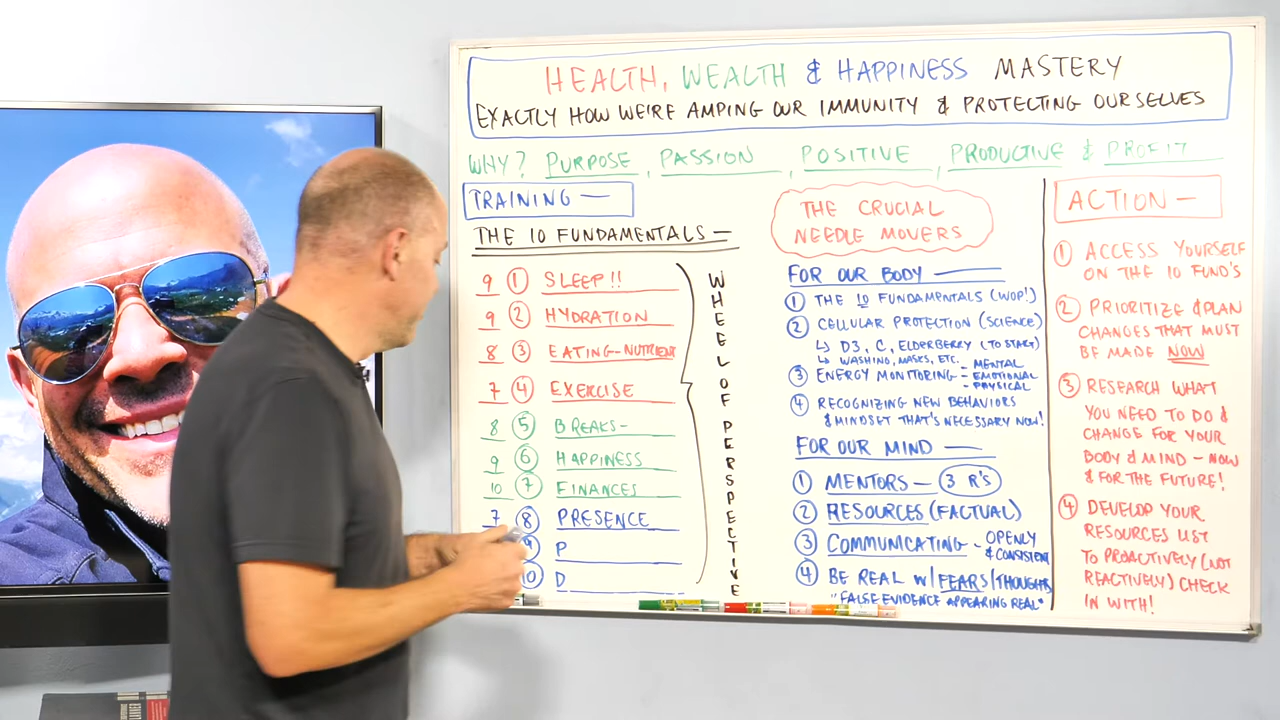 HEALTH, WEALTH & HAPPINESS MASTERY
EXACTLY HOW WE'RE AMPING OUR IMMUNITY & PROTECTING OURSELVES
WHY? PURPOSE, PASSION, POSITIVE, PRODUCTIVE & PROFIT
TRAINING —
THE 10 FUNDAMENTALS —
9 1 SLEEP!!
9 2 HYDRATION
8 3 EATING-NUTRIENT
7 4 EXERCISE
8 5 BREAKS-
9 6 HAPPINESS
10 7 FINANCES
7 8 PRESENCE
P
10 D
WHEEL OF PERSPECTIVE
THE CRUCIAL
NEEDLE MOVERS
FOR OUR BODY —
1 THE 10 FUNDAMENTALS (WOP!)
2 CELLULAR PROTECTION (SCIENCE)
↳ D3, C, ELDERBERRY (TO START)
↳ WASHING, MASKS, ETC.
3 ENERGY MONITORING - MENTAL
- EMOTIONAL
- PHYSICAL
4 RECOGNIZING NEW BEHAVIORS
& MINDSET THAT'S NECESSARY NOW!
FOR OUR MIND —
1 MENTORS — 3 R'S
2 RESOURCES (FACTUAL)
3 COMMUNICATING - OPENLY
& CONSISTENT
4 BE REAL W/FEARS/THOUGHTS
"FALSE EVIDENCE APPEARING REAL"
ACTION —
1 ACCESS YOURSELF
ON THE 10 FUND'S
2 PRIORITIZE & PLAN
CHANGES THAT MUST
BE MADE NOW
3 RESEARCH WHAT
YOU NEED TO DO &
CHANGE FOR YOUR
BODY & MIND - NOW
& FOR THE FUTURE!
4 DEVELOP YOUR
RESOURCES LIST
TO PROACTIVELY (NOT
REACTIVELY) CHECK
IN WITH!